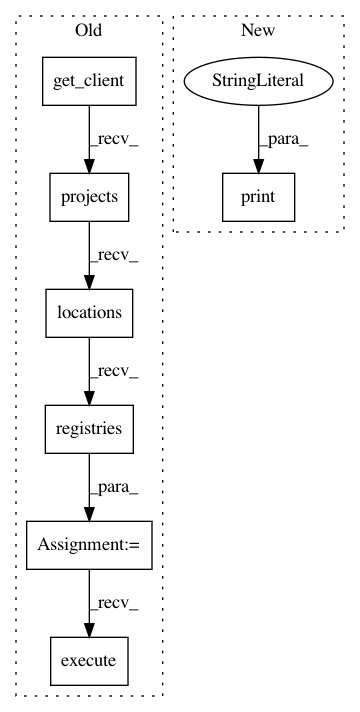 Old
New
get_client
StringLiteral
_recv_
_para_
projects
print
_recv_
locations
_recv_
registries
_para_
Assignment:=
_recv_
execute